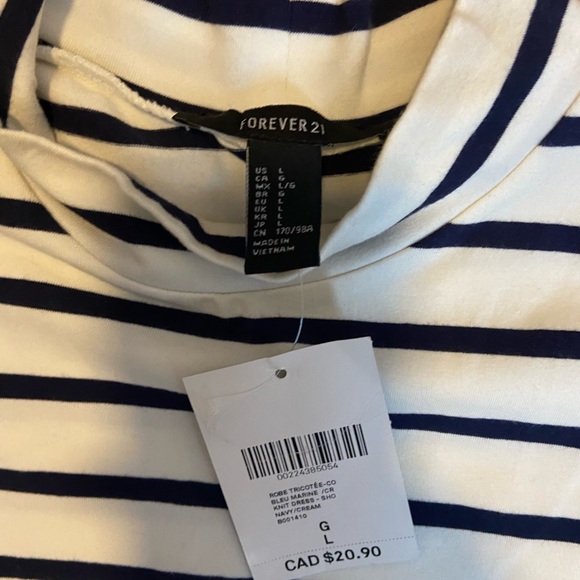 FOREVER 21
US L
CA G
MX L/G
BR G
EU L
UK L
KR L
JP L
CN 170/98A
MADE IN
VIETNAM
00224385054
ROBE TRICOTÉE-CO
BLEU MARINE /CR
KNIT DRESS - SHO
NAVY/CREAM
B001410
G
L
CAD $20.90